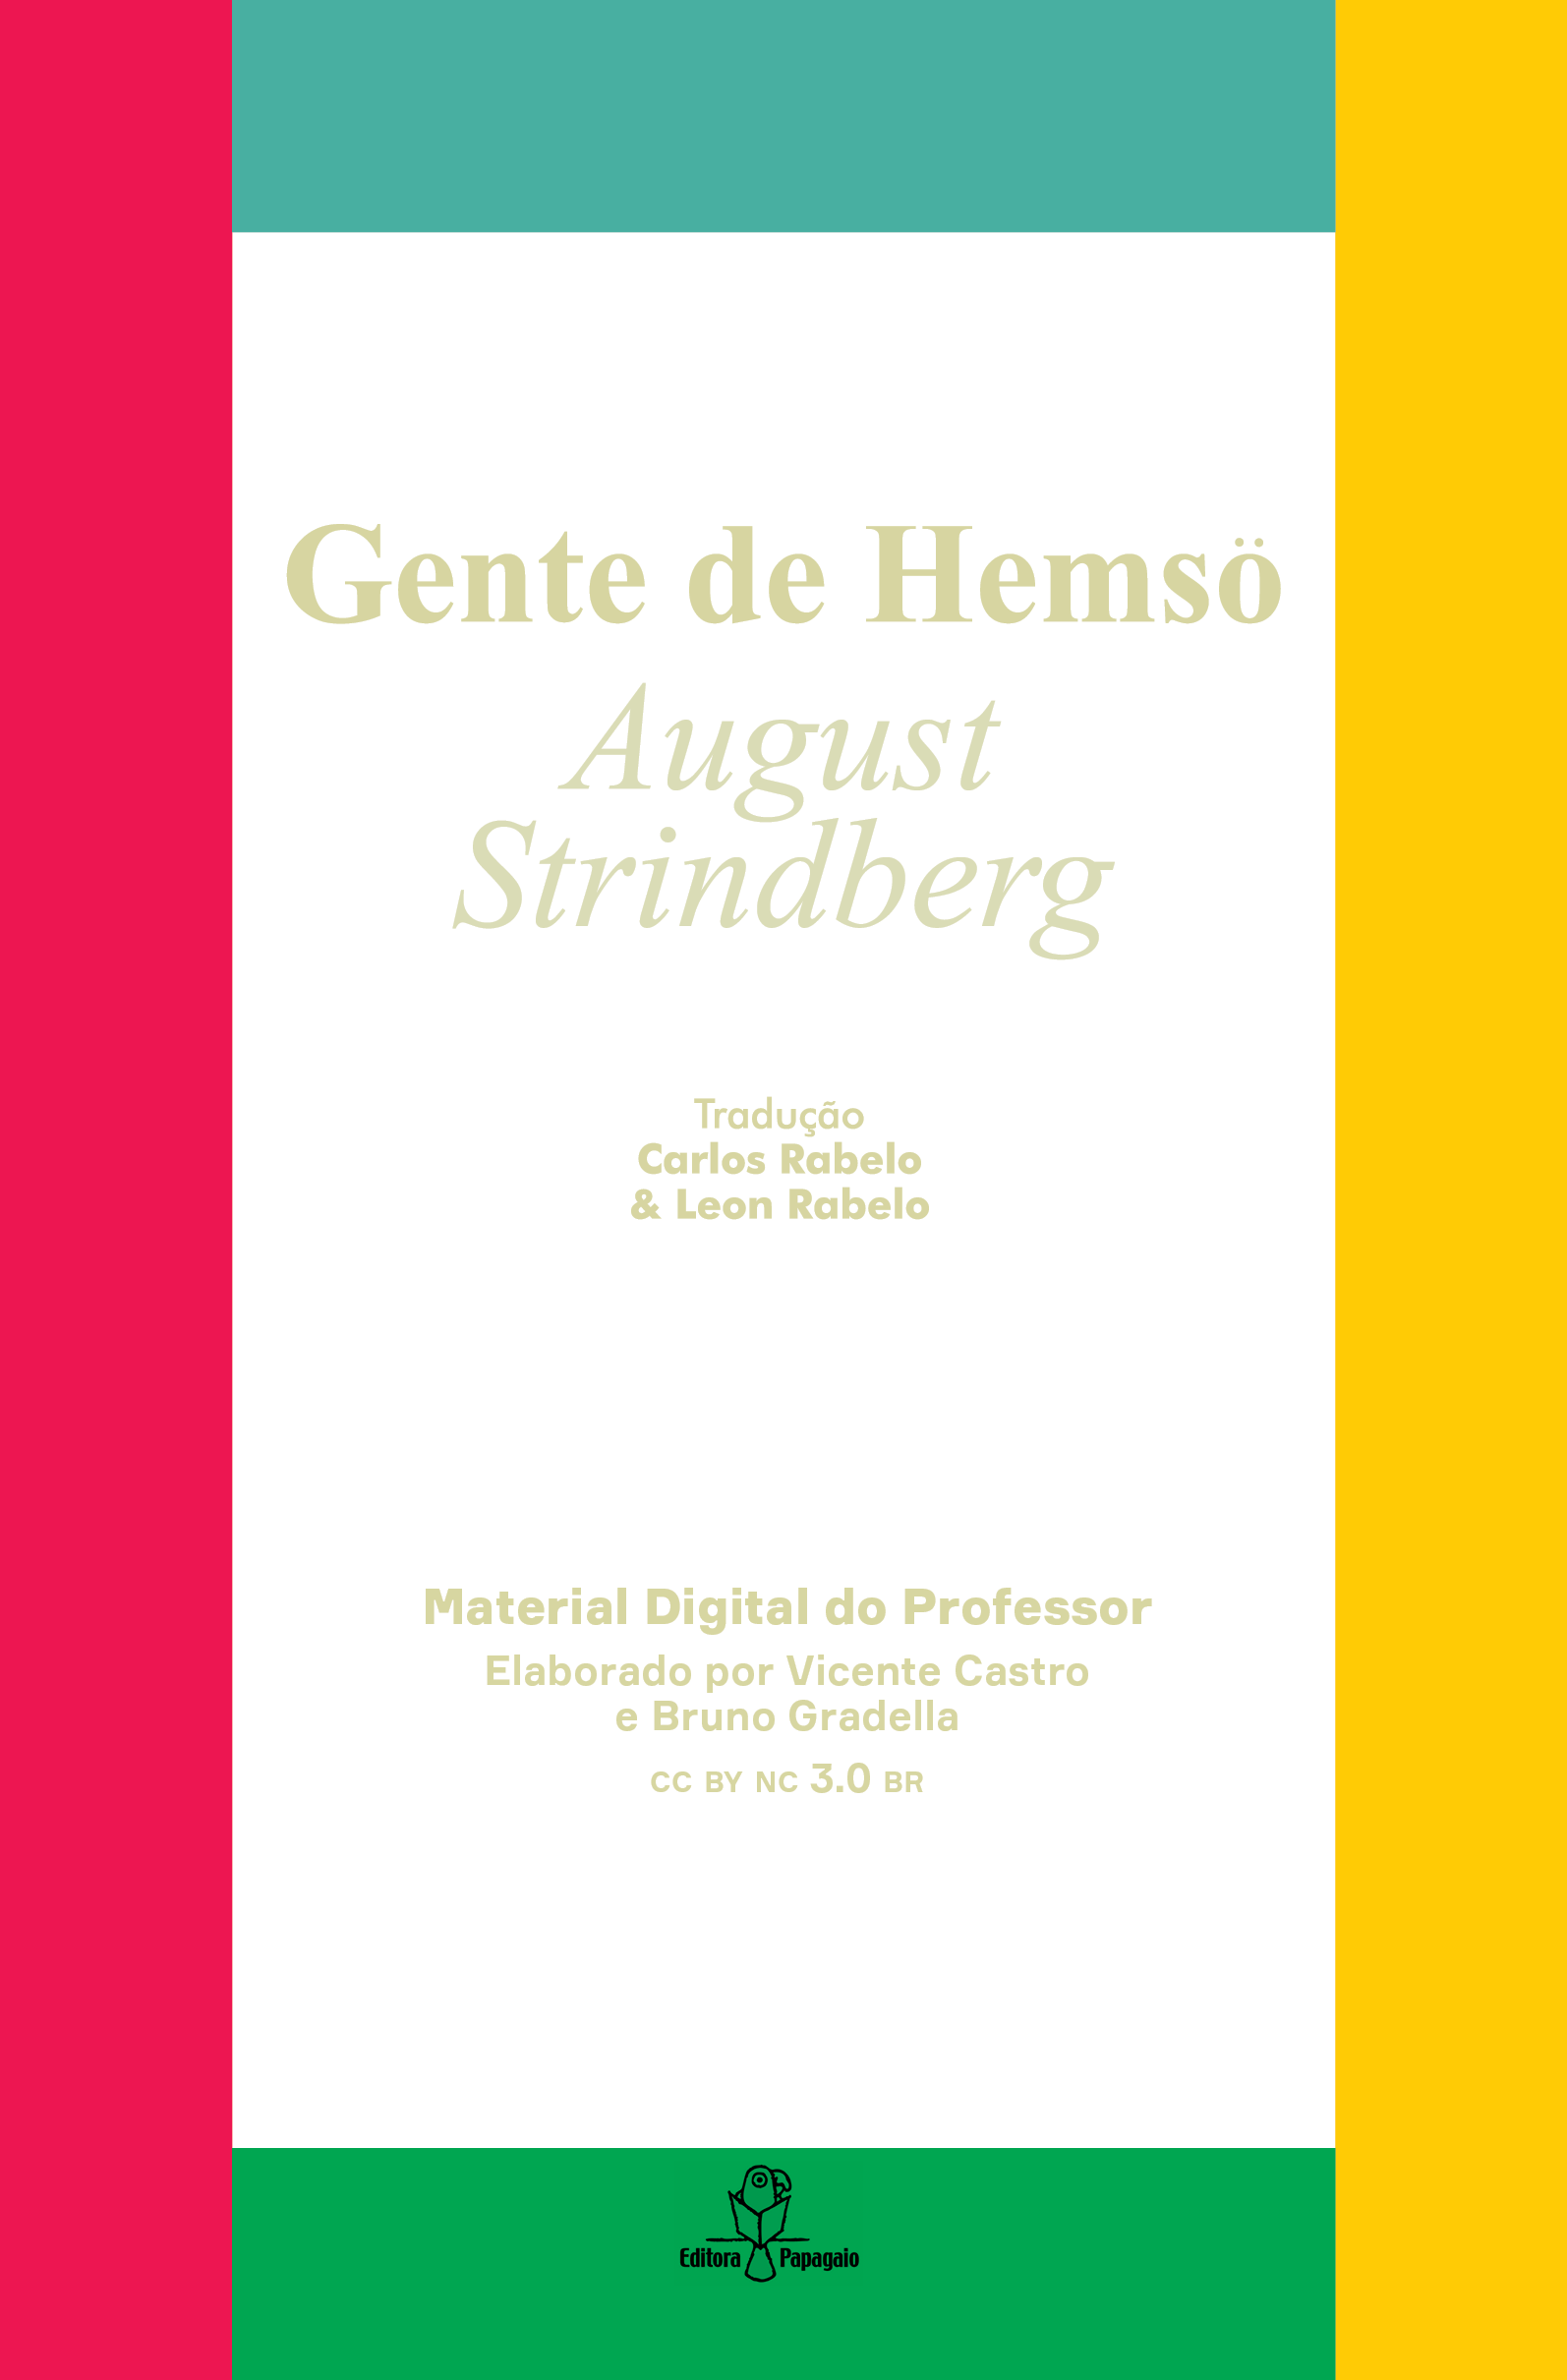 Gente de Hemsö
August
Strindberg
Tradução
Carlos Rabelo
& Leon Rabelo
Material Digital do Professor
Elaborado por Vicente Castro
e Bruno Gradella
CC BY NC 3.0 BR
Editora Papagaio